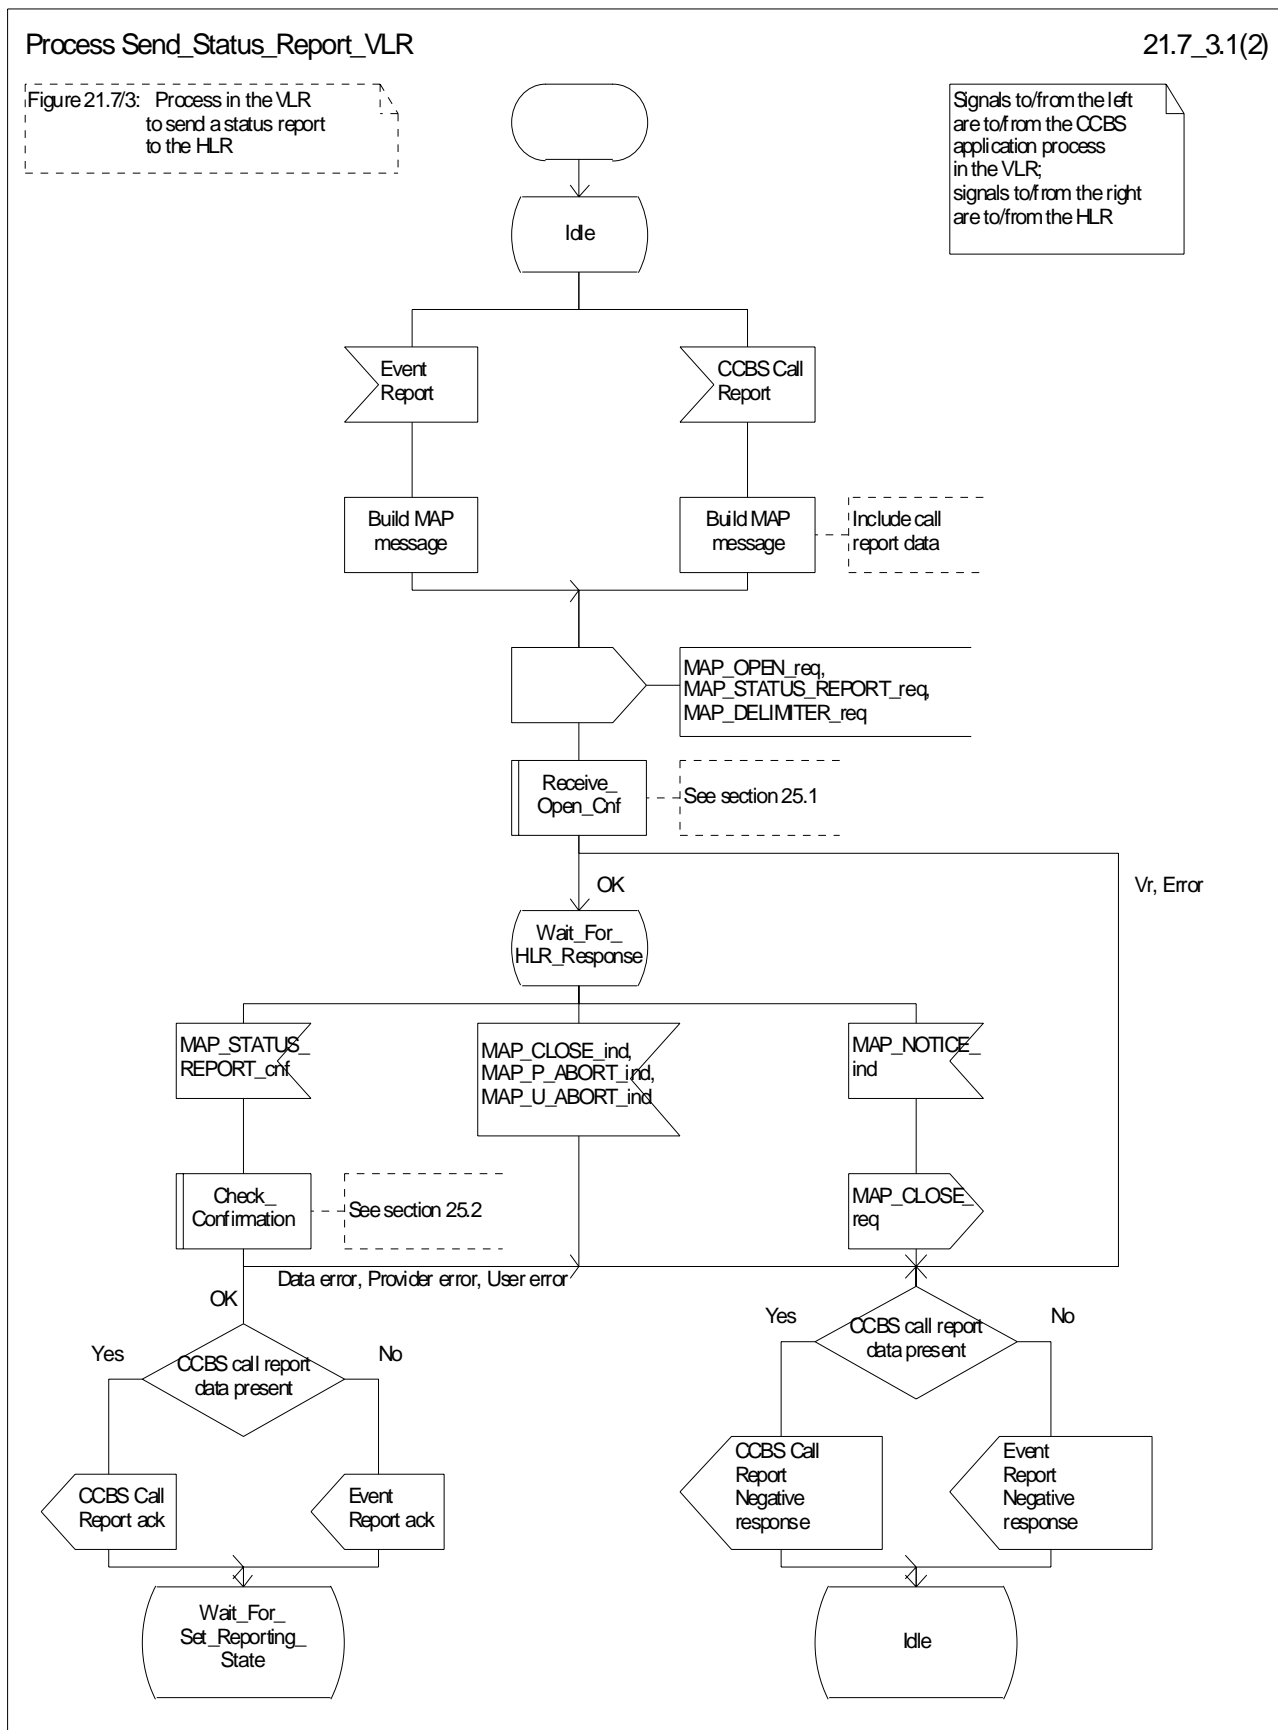 Process Send_Status_Report_VLR
21.7_3.1(2)
Figure 21.7/3: Process in the VLR
to send a status report
to the HLR
Signals to/from the left
are to/from the CCBS
application process
in the VLR;
signals to/from the right
are to/from the HLR
Idle
Event
Report
CCBS Call
Report
Build MAP
message
Build MAP
message
Include call
report data
MAP_OPEN_req,
MAP_STATUS_REPORT_req,
MAP_DELIMITER_req
Receive_
Open_Cnf
See section 25.1
OK
Vr, Error
Wait_For_
HLR_Response
MAP_STATUS_
REPORT_cnf
MAP_CLOSE_ind,
MAP_P_ABORT_ind,
MAP_U_ABORT_ind
MAP_NOTICE_
ind
Check_
Confirmation
See section 25.2
MAP_CLOSE_
req
Data error, Provider error, User error
OK
Yes
CCBS call report
data present
No
Yes
CCBS call report
data present
No
CCBS Call
Report ack
Event
Report ack
CCBS Call
Report
Negative
response
Event
Report
Negative
response
Wait_For_
Set_Reporting_
State
Idle